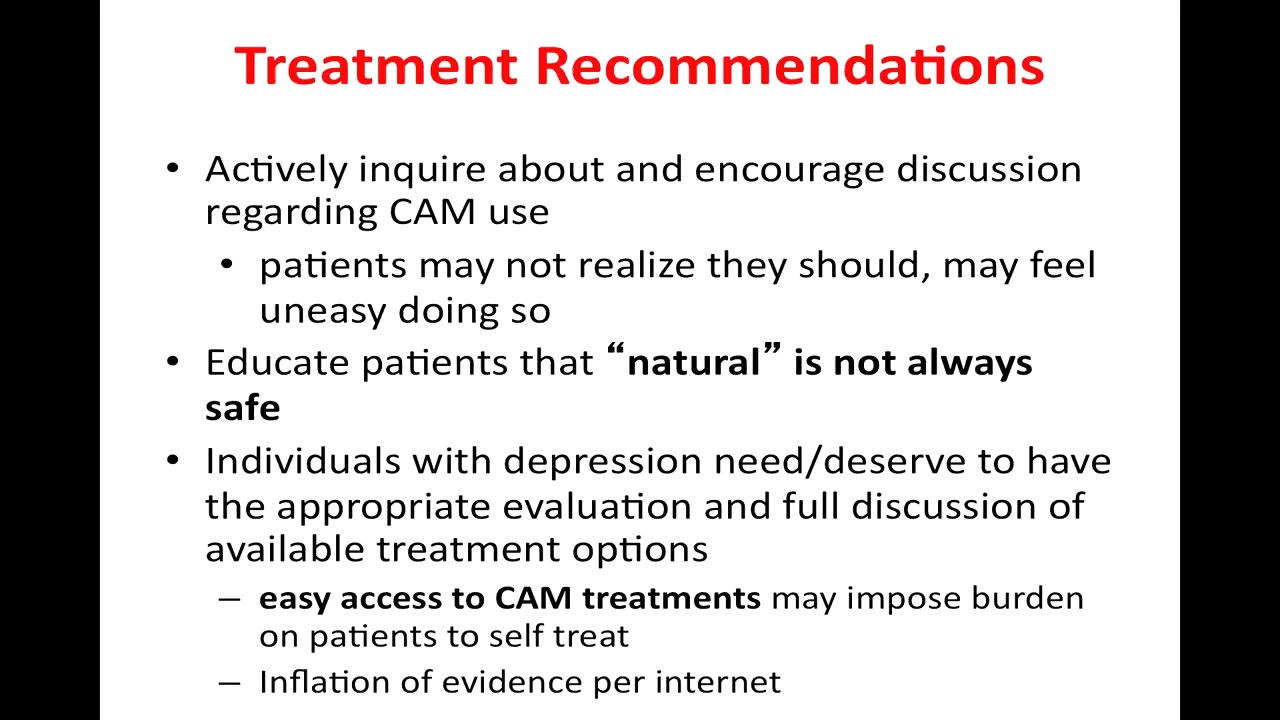 Treatment Recommendations
• Actively inquire about and encourage discussion
regarding CAM use
• patients may not realize they should, may feel
uneasy doing so
• Educate patients that “natural” is not always
safe
• Individuals with depression need/deserve to have
the appropriate evaluation and full discussion of
available treatment options
– easy access to CAM treatments may impose burden
on patients to self treat
– Inflation of evidence per internet